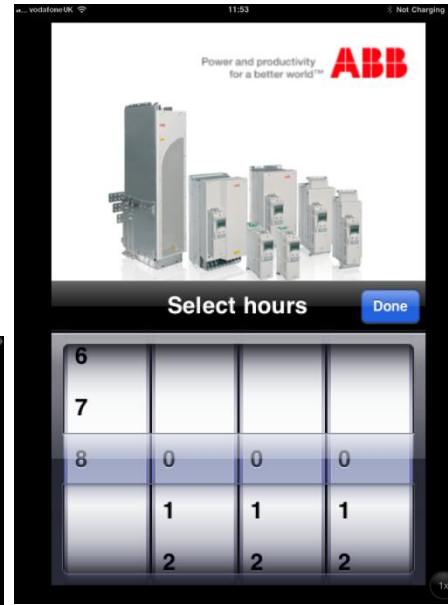 vodafone UK 11:53 Not Charging
Power and productivity
for a better world™
ABB
Select hours Done
6
7
8 0 0 0
1 1 1
2 2 2
1x